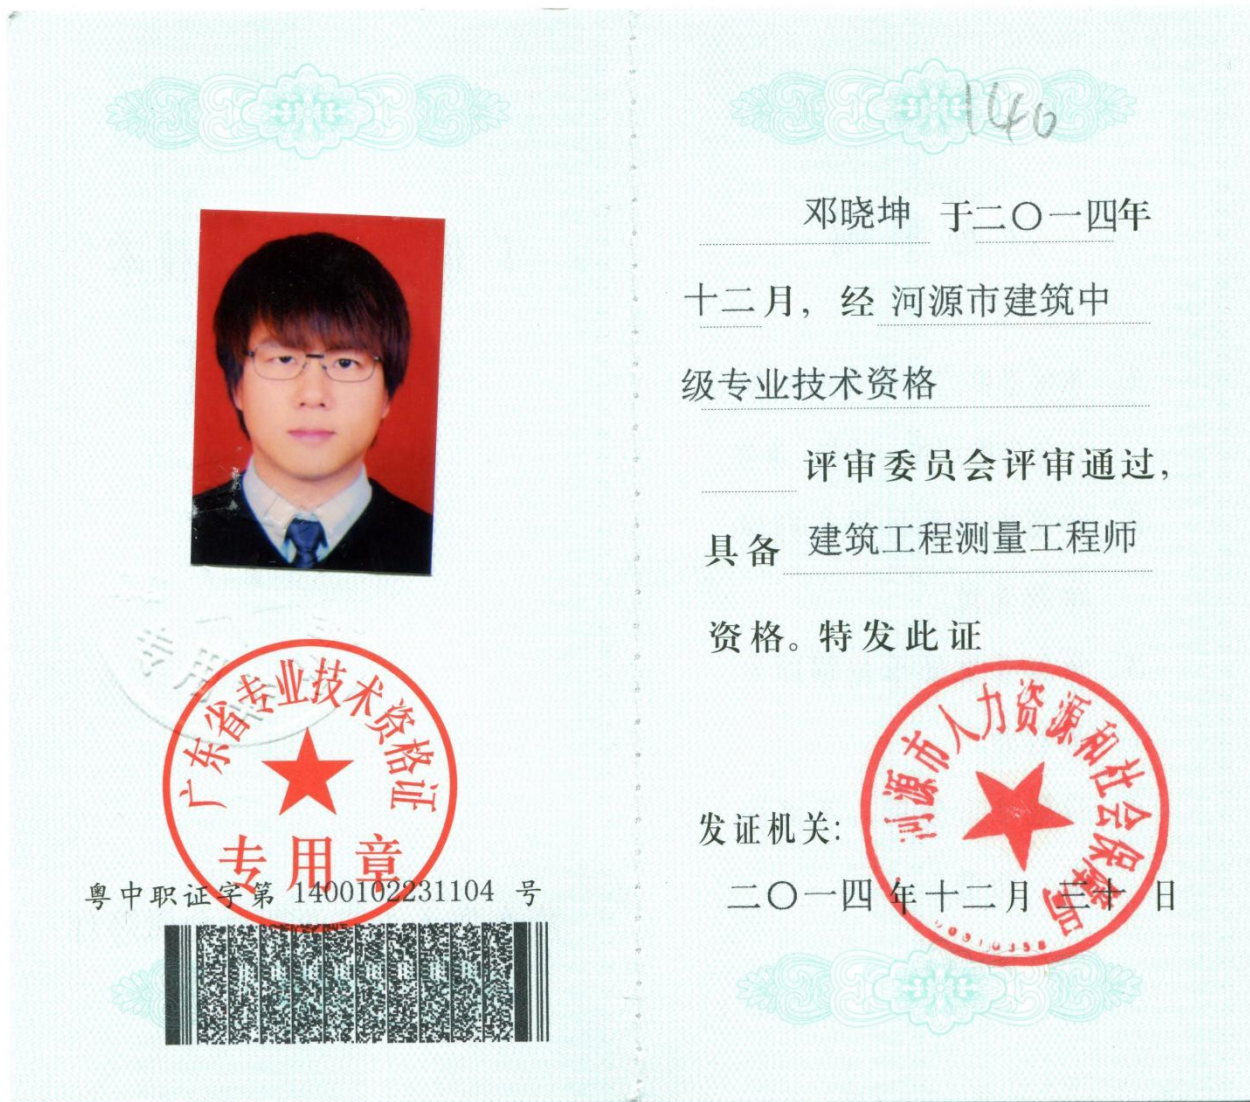 专用
广东省专业技术资格证
专用章
粤中职证字第 1400102231104 号
1440
邓晓坤 于二〇一四年
十二月，经 河源市建筑中
级专业技术资格
评审委员会评审通过，
具备 建筑工程测量工程师
资格。特发此证
河源市人力资源和社会保障局
发证机关：
二〇一四 年十二月 三十 日